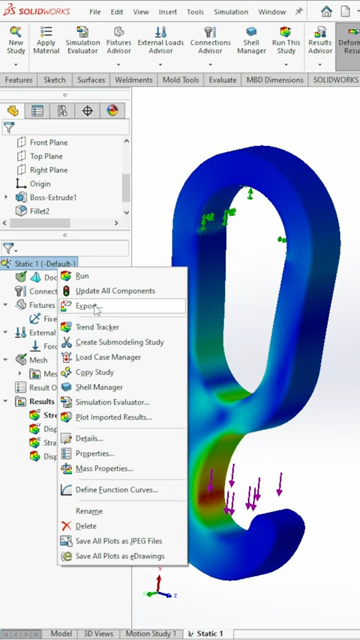 SOLIDWORKS
File
Edit
View
Insert
Tools
Simulation
Window
New Study
Apply Material
Simulation Evaluator
Fixtures Advisor
External Loads Advisor
Connections Advisor
Shell Manager
Run This Study
Results Advisor
Features
Sketch
Surfaces
Weldments
Mold Tools
Evaluate
MBD Dimensions
SOLIDWORKS
Front Plane
Top Plane
Right Plane
Origin
Boss-Extrude1
Fillet2
Static 1 (-Default-)
Connec
Fixtures
Fixe
External
Mesh
Result O
Results
Run
Update All Components
Export...
Trend Tracker
Create Submodeling Study
Load Case Manager
Copy Study
Shell Manager
Simulation Evaluator...
Plot Imported Results...
Details...
Properties...
Mass Properties...
Define Function Curves...
Rename
Delete
Save All Plots as JPEG Files
Save All Plots as eDrawings
Model
3D Views
Motion Study 1
Static 1